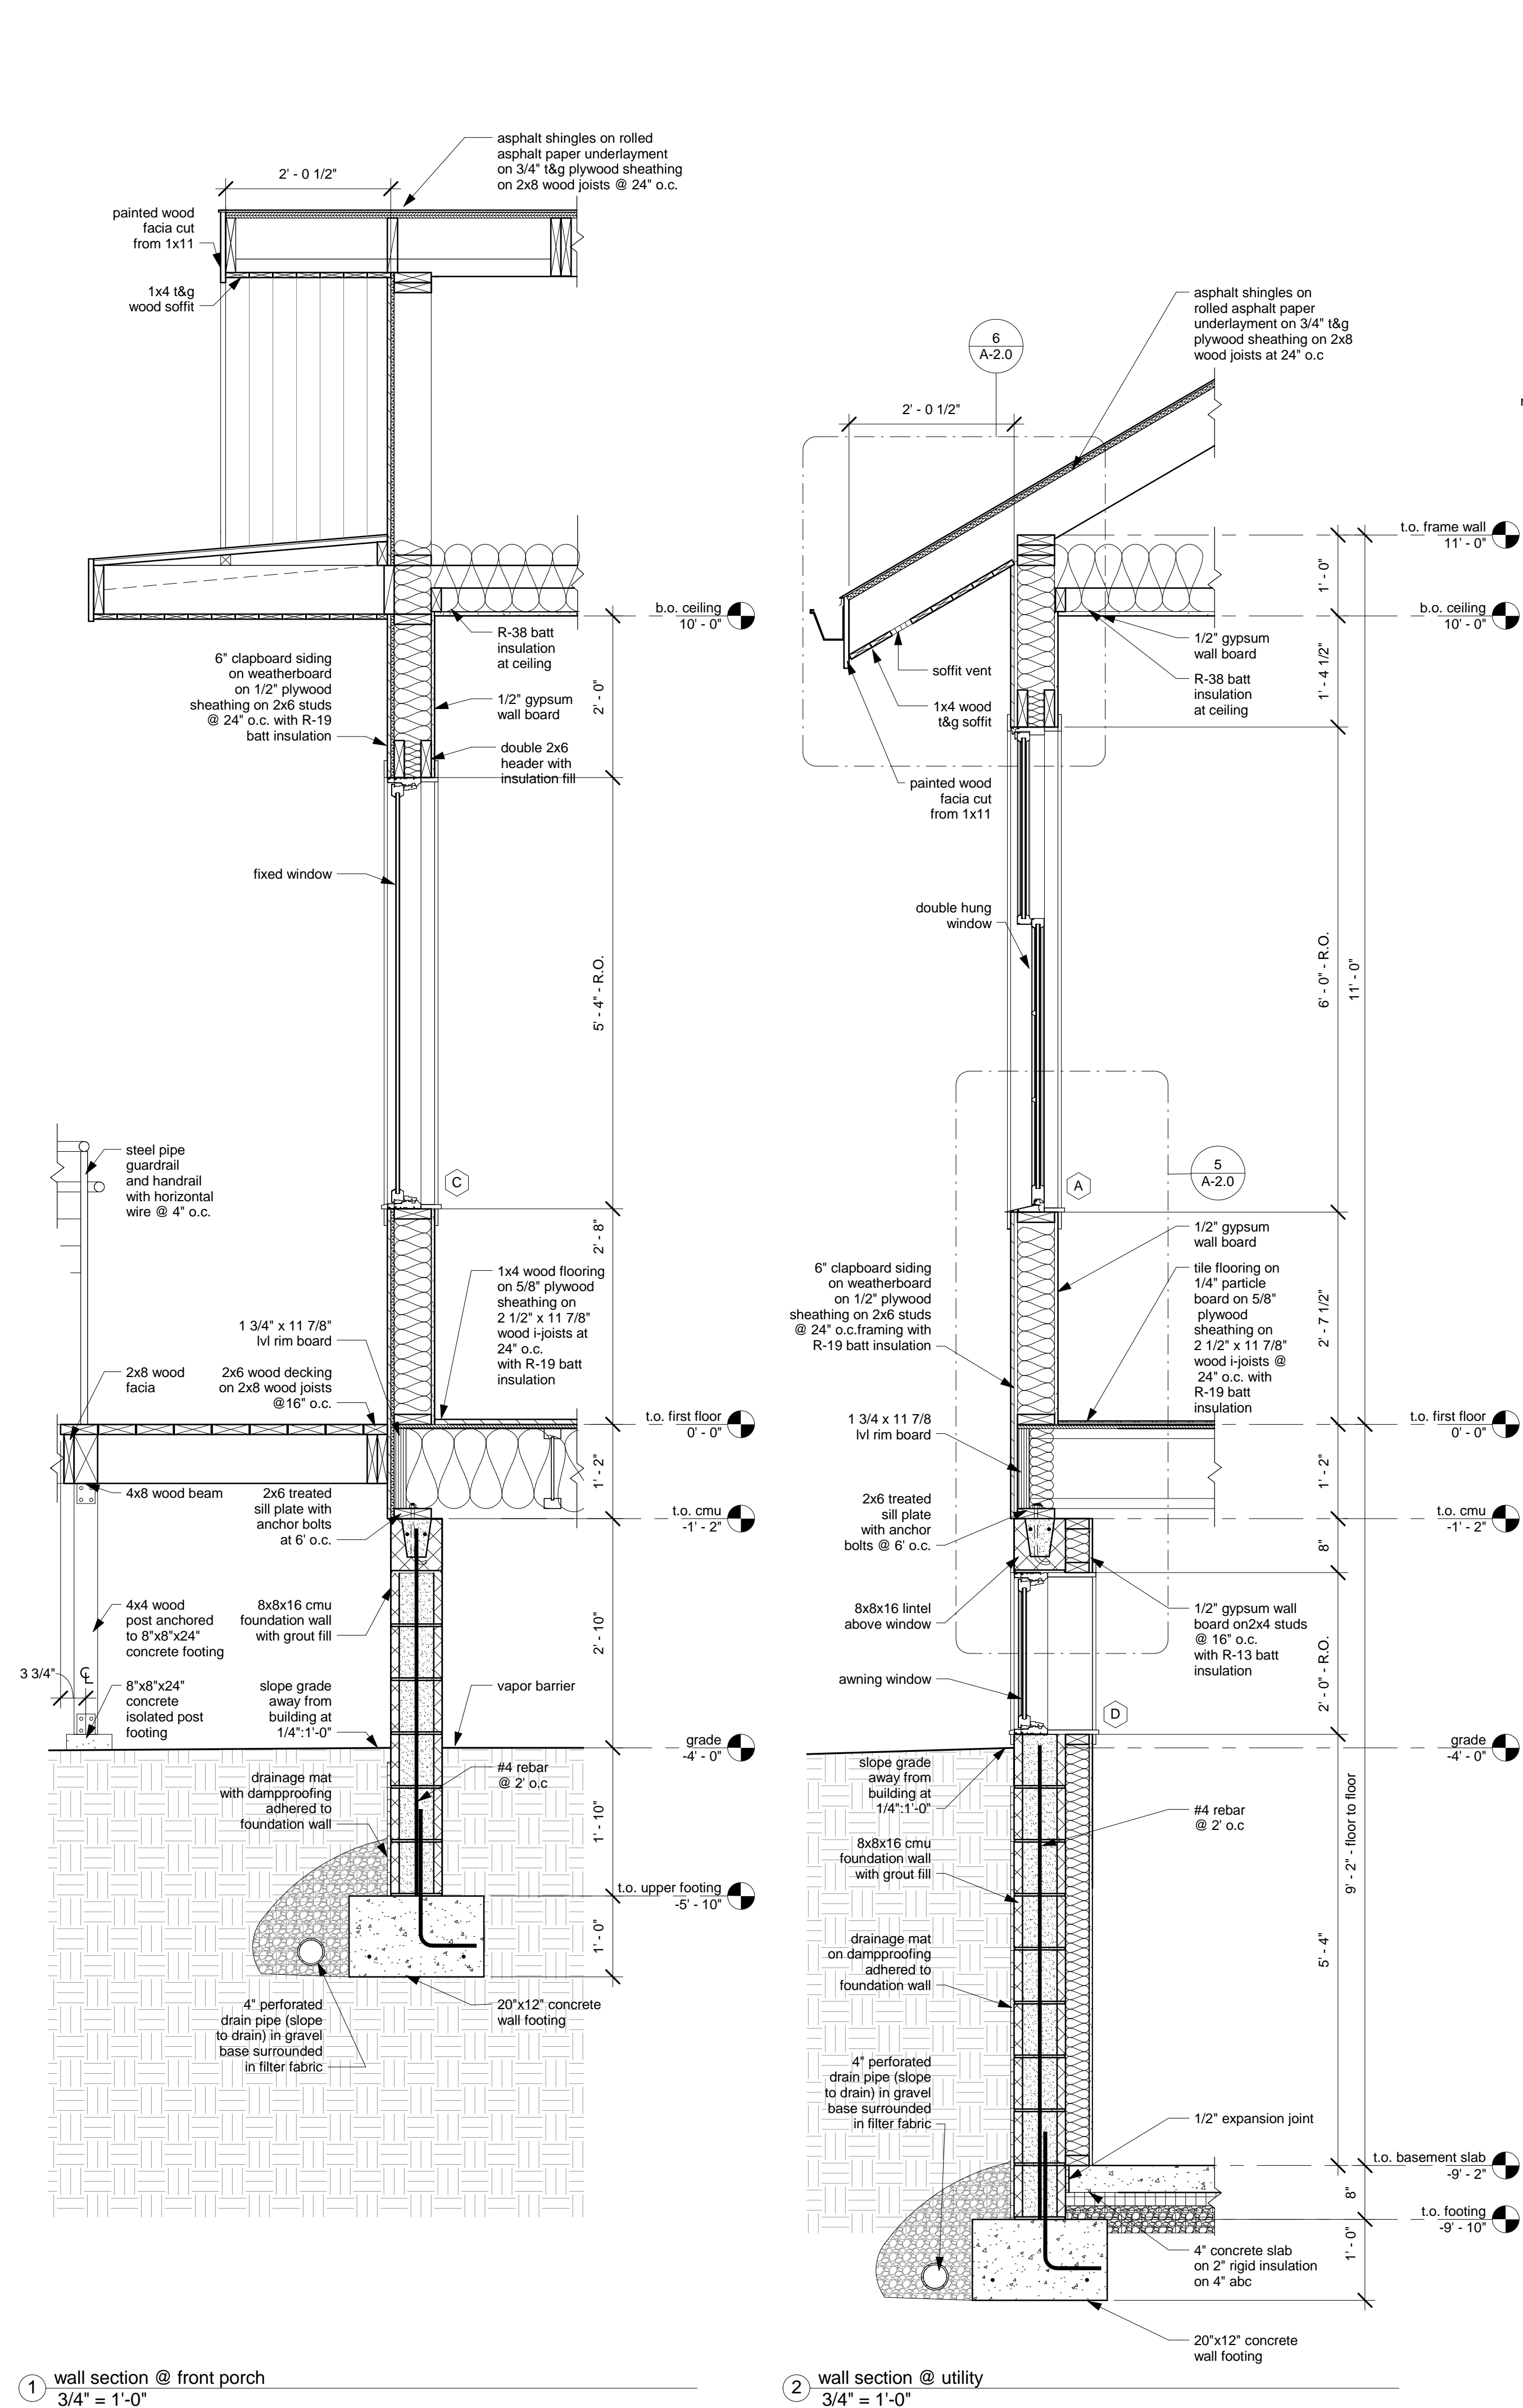 asphalt shingles on rolled
asphalt paper underlayment
on 3/4" t&g plywood sheathing
on 2x8 wood joists @ 24" o.c.
2' - 0 1/2"
painted wood
facia cut
from 1x11
1x4 t&g
wood soffit
b.o. ceiling
10' - 0"
R-38 batt
insulation
at ceiling
6" clapboard siding
on weatherboard
on 1/2" plywood
sheathing on 2x6 studs
@ 24" o.c. with R-19
batt insulation
1/2" gypsum
wall board
2' - 0"
double 2x6
header with
insulation fill
fixed window
5' - 4" - R.O.
steel pipe
guardrail
and handrail
with horizontal
wire @ 4" o.c.
C
2' - 8"
1x4 wood flooring
on 5/8" plywood
sheathing on
2 1/2" x 11 7/8"
wood i-joists at
24" o.c.
with R-19 batt
insulation
1 3/4" x 11 7/8"
lvl rim board
2x8 wood
facia
2x6 wood decking
on 2x8 wood joists
@16" o.c.
t.o. first floor
0' - 0"
1' - 2"
4x8 wood beam
2x6 treated
sill plate with
anchor bolts
at 6' o.c.
t.o. cmu
-1' - 2"
4x4 wood
post anchored
to 8"x8"x24"
concrete footing
8x8x16 cmu
foundation wall
with grout fill
2' - 10"
3 3/4"
CL
8"x8"x24"
concrete
isolated post
footing
slope grade
away from
building at
1/4":1'-0"
vapor barrier
grade
-4' - 0"
drainage mat
with dampproofing
adhered to
foundation wall
#4 rebar
@ 2' o.c
1' - 10"
t.o. upper footing
-5' - 10"
1' - 0"
4" perforated
drain pipe (slope
to drain) in gravel
base surrounded
in filter fabric
20"x12" concrete
wall footing
1
wall section @ front porch
3/4" = 1'-0"
asphalt shingles on
rolled asphalt paper
underlayment on 3/4" t&g
plywood sheathing on 2x8
wood joists at 24" o.c
6
A-2.0
2' - 0 1/2"
t.o. frame wall
11' - 0"
1' - 0"
b.o. ceiling
10' - 0"
1/2" gypsum
wall board
1' - 4 1/2"
soffit vent
R-38 batt
insulation
at ceiling
1x4 wood
t&g soffit
painted wood
facia cut
from 1x11
double hung
window
6' - 0" - R.O.
11' - 0"
5
A-2.0
A
1/2" gypsum
wall board
6" clapboard siding
on weatherboard
on 1/2" plywood
sheathing on 2x6 studs
@ 24" o.c.framing with
R-19 batt insulation
tile flooring on
1/4" particle
board on 5/8"
plywood
sheathing on
2 1/2" x 11 7/8"
wood i-joists @
24" o.c. with
R-19 batt
insulation
2' - 7 1/2"
1 3/4 x 11 7/8
lvl rim board
t.o. first floor
0' - 0"
1' - 2"
2x6 treated
sill plate
with anchor
bolts @ 6' o.c.
t.o. cmu
-1' - 2"
8"
8x8x16 lintel
above window
1/2" gypsum wall
board on2x4 studs
@ 16" o.c.
with R-13 batt
insulation
awning window
2' - 0" - R.O.
D
grade
-4' - 0"
slope grade
away from
building at
1/4":1'-0"
#4 rebar
@ 2' o.c
8x8x16 cmu
foundation wall
with grout fill
9' - 2" - floor to floor
drainage mat
on dampproofing
adhered to
foundation wall
5' - 4"
4" perforated
drain pipe (slope
to drain) in gravel
base surrounded
in filter fabric
1/2" expansion joint
t.o. basement slab
-9' - 2"
8"
t.o. footing
-9' - 10"
1' - 0"
4" concrete slab
on 2" rigid insulation
on 4" abc
20"x12" concrete
wall footing
2
wall section @ utility
3/4" = 1'-0"